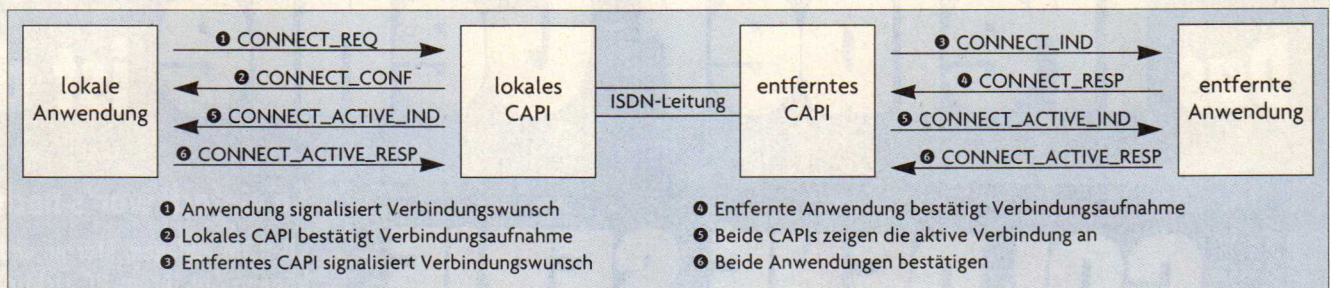 lokale
Anwendung
❶ CONNECT_REQ
❷ CONNECT_CONF
❺ CONNECT_ACTIVE_IND
❻ CONNECT_ACTIVE_RESP
lokales
CAPI
ISDN-Leitung
entferntes
CAPI
❸ CONNECT_IND
❹ CONNECT_RESP
❺ CONNECT_ACTIVE_IND
❻ CONNECT_ACTIVE_RESP
entfernte
Anwendung
❶ Anwendung signalisiert Verbindungswunsch
❷ Lokales CAPI bestätigt Verbindungsaufnahme
❸ Entferntes CAPI signalisiert Verbindungswunsch
❹ Entfernte Anwendung bestätigt Verbindungsaufnahme
❺ Beide CAPIs zeigen die aktive Verbindung an
❻ Beide Anwendungen bestätigen